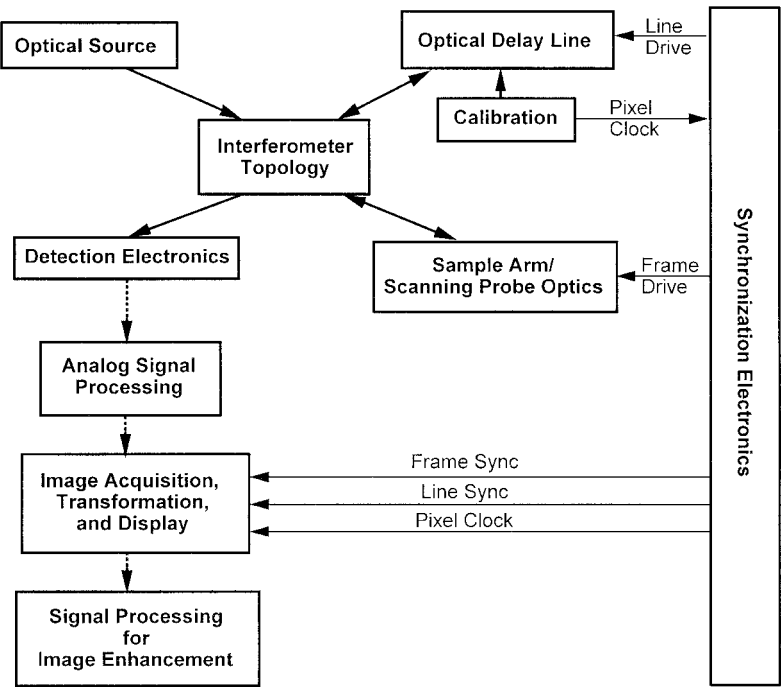 Optical Source
Optical Delay Line
Line
Drive
Calibration
Pixel
Clock
Interferometer
Topology
Detection Electronics
Sample Arm/
Scanning Probe Optics
Frame
Drive
Synchronization Electronics
Analog Signal
Processing
Image Acquisition,
Transformation,
and Display
Frame Sync
Line Sync
Pixel Clock
Signal Processing
for
Image Enhancement